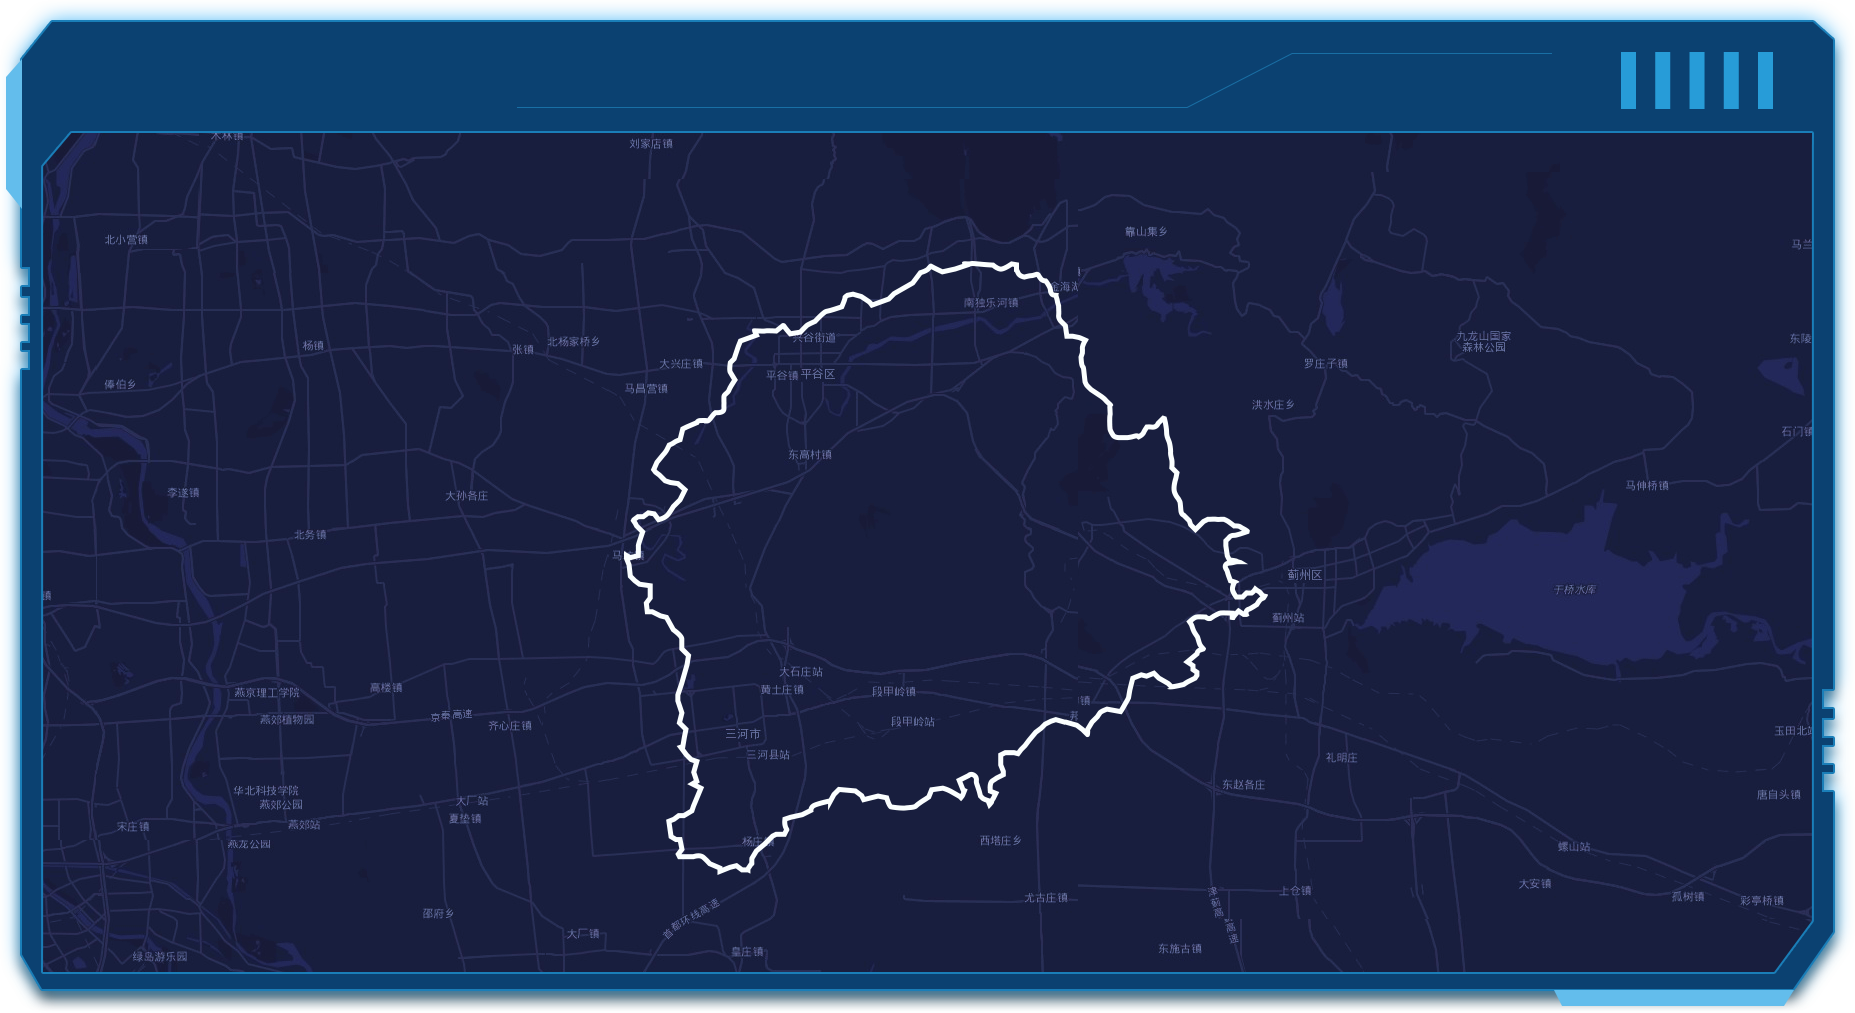 木林镇
刘家店镇
靠山集乡
北小营镇
马兰
金海湖
南独乐河镇
兴谷街道
九龙山国家
森林公园
东陵
杨镇
张镇
北杨家桥乡
大兴庄镇
罗庄子镇
平谷镇
平谷区
俸伯乡
马昌营镇
洪水庄乡
石门镇
东高村镇
李遂镇
大孙各庄
马伸桥镇
北务镇
马
蓟州区
于桥水库
镇
蓟州站
大石庄站
燕京理工学院
高楼镇
黄土庄镇
段甲岭镇
镇
京秦高速
燕郊植物园
齐心庄镇
段甲岭站
三河市
玉田北站
三河县站
礼明庄
华北科技学院
燕郊公园
大厂站
东赵各庄
唐自头镇
宋庄镇
燕郊站
夏垫镇
燕龙公园
杨庄镇
西塔庄乡
螺山站
大安镇
上仓镇
孤树镇
彩亭桥镇
尤古庄镇
邵府乡
首都环线高速
高速
大厂镇
皇庄镇
东施古镇
绿岛游乐园